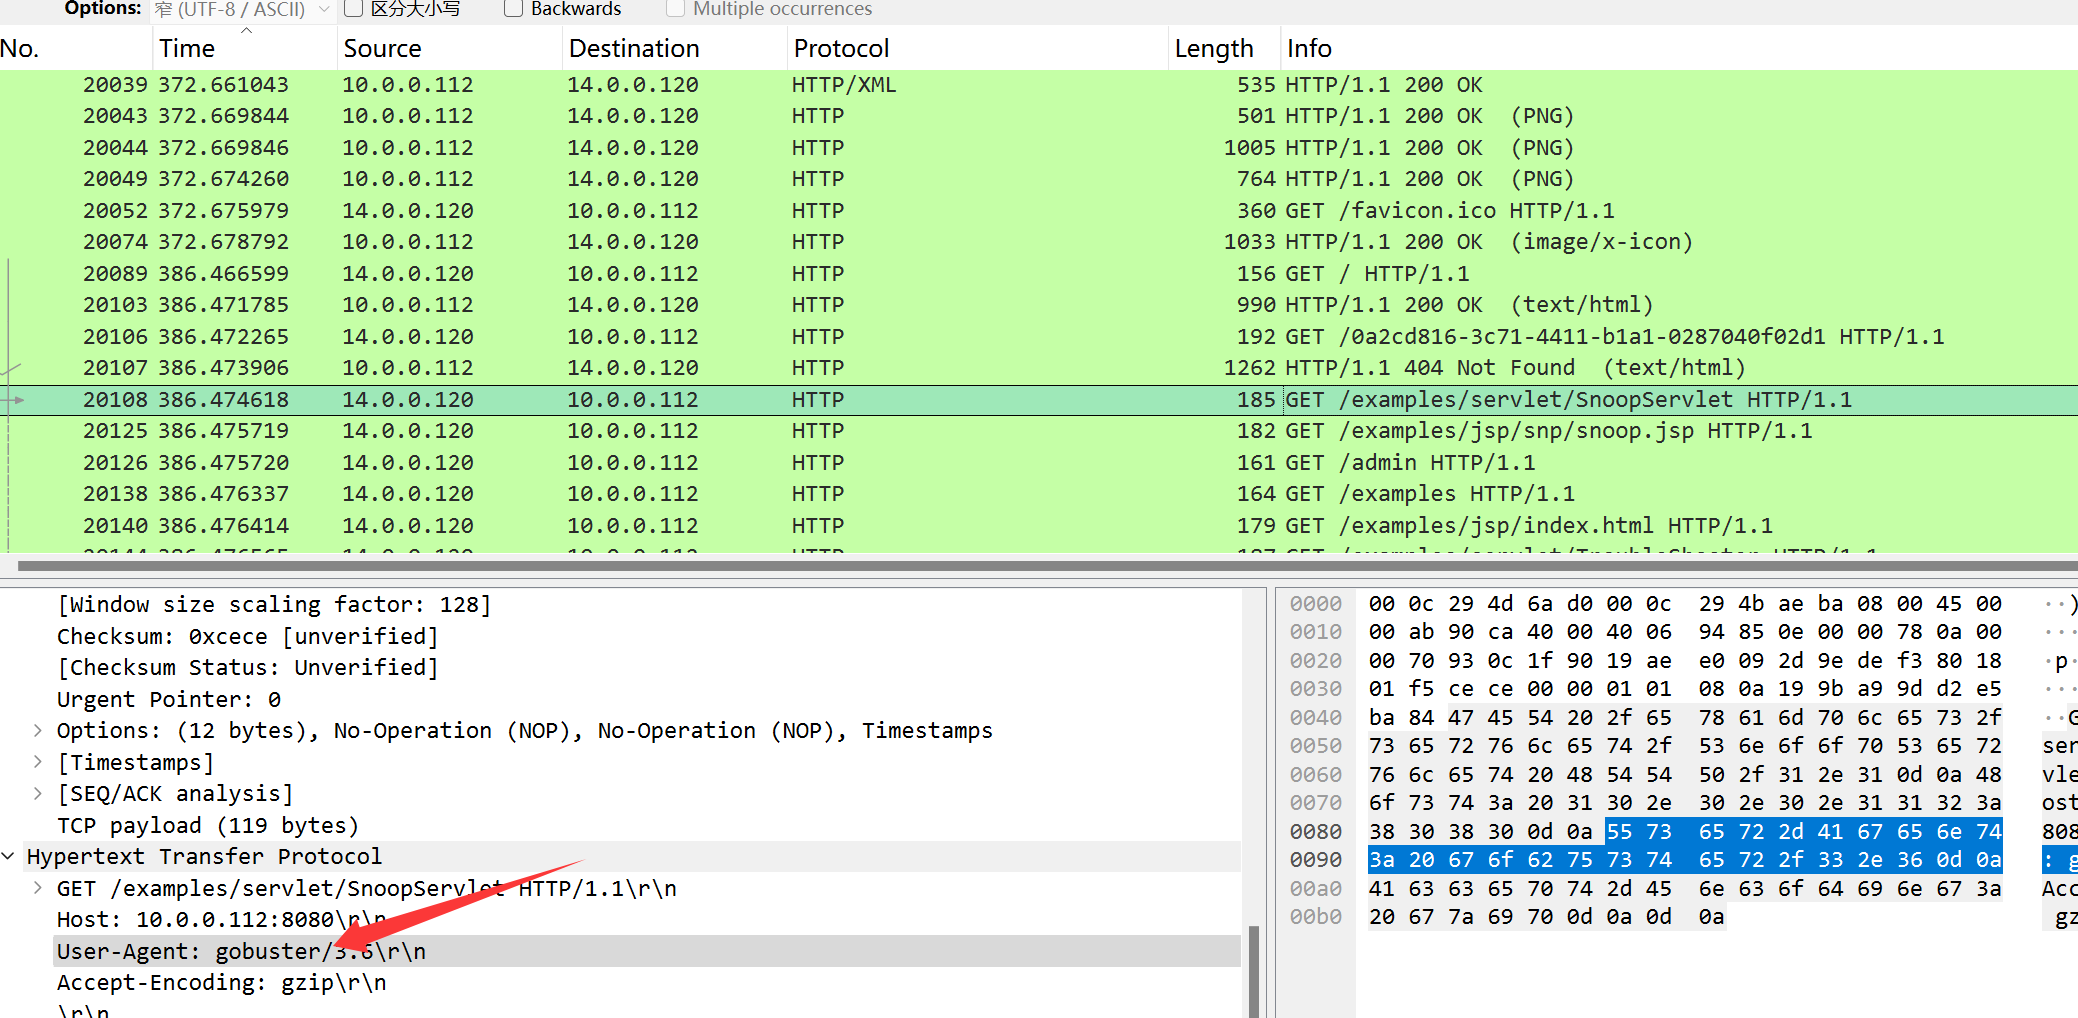 Options: 窄 (UTF-8 / ASCII) 区分大小写 Backwards Multiple occurrences
No. Time Source Destination Protocol Length Info
20039 372.661043 10.0.0.112 14.0.0.120 HTTP/XML 535 HTTP/1.1 200 OK
20043 372.669844 10.0.0.112 14.0.0.120 HTTP 501 HTTP/1.1 200 OK (PNG)
20044 372.669846 10.0.0.112 14.0.0.120 HTTP 1005 HTTP/1.1 200 OK (PNG)
20049 372.674260 10.0.0.112 14.0.0.120 HTTP 764 HTTP/1.1 200 OK (PNG)
20052 372.675979 14.0.0.120 10.0.0.112 HTTP 360 GET /favicon.ico HTTP/1.1
20074 372.678792 10.0.0.112 14.0.0.120 HTTP 1033 HTTP/1.1 200 OK (image/x-icon)
20089 386.466599 14.0.0.120 10.0.0.112 HTTP 156 GET / HTTP/1.1
20103 386.471785 10.0.0.112 14.0.0.120 HTTP 990 HTTP/1.1 200 OK (text/html)
20106 386.472265 14.0.0.120 10.0.0.112 HTTP 192 GET /0a2cd816-3c71-4411-b1a1-0287040f02d1 HTTP/1.1
20107 386.473906 10.0.0.112 14.0.0.120 HTTP 1262 HTTP/1.1 404 Not Found (text/html)
20108 386.474618 14.0.0.120 10.0.0.112 HTTP 185 GET /examples/servlet/SnoopServlet HTTP/1.1
20125 386.475719 14.0.0.120 10.0.0.112 HTTP 182 GET /examples/jsp/snp/snoop.jsp HTTP/1.1
20126 386.475720 14.0.0.120 10.0.0.112 HTTP 161 GET /admin HTTP/1.1
20138 386.476337 14.0.0.120 10.0.0.112 HTTP 164 GET /examples HTTP/1.1
20140 386.476414 14.0.0.120 10.0.0.112 HTTP 179 GET /examples/jsp/index.html HTTP/1.1
[Window size scaling factor: 128]
Checksum: 0xcece [unverified]
[Checksum Status: Unverified]
Urgent Pointer: 0
Options: (12 bytes), No-Operation (NOP), No-Operation (NOP), Timestamps
[Timestamps]
[SEQ/ACK analysis]
TCP payload (119 bytes)
Hypertext Transfer Protocol
GET /examples/servlet/SnoopServlet HTTP/1.1\r\n
Host: 10.0.0.112:8080\r\n
User-Agent: gobuster/3.6\r\n
Accept-Encoding: gzip\r\n
\r\n
0000 00 0c 29 4d 6a d0 00 0c 29 4b ae ba 08 00 45 00 ··)
0010 00 ab 90 ca 40 00 40 06 94 85 0e 00 00 78 0a 00 ···
0020 00 70 93 0c 1f 90 19 ae e0 09 2d 9e de f3 80 18 ·p·
0030 01 f5 ce ce 00 00 01 01 08 0a 19 9b a9 9d d2 e5 ···
0040 ba 84 47 45 54 20 2f 65 78 61 6d 70 6c 65 73 2f ··G
0050 73 65 72 76 6c 65 74 2f 53 6e 6f 6f 70 53 65 72 ser
0060 76 6c 65 74 20 48 54 54 50 2f 31 2e 31 0d 0a 48 vle
0070 6f 73 74 3a 20 31 30 2e 30 2e 30 2e 31 31 32 3a ost
0080 38 30 38 30 0d 0a 55 73 65 72 2d 41 67 65 6e 74 808
0090 3a 20 67 6f 62 75 73 74 65 72 2f 33 2e 36 0d 0a : g
00a0 41 63 63 65 70 74 2d 45 6e 63 6f 64 69 6e 67 3a Acc
00b0 20 67 7a 69 70 0d 0a 0d 0a gz